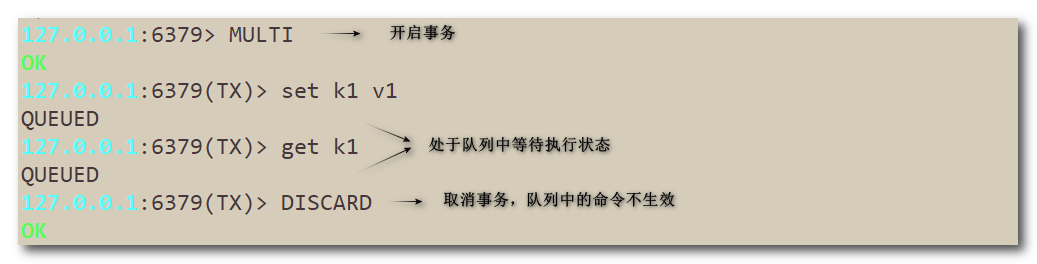 127.0.0.1:6379> MULTI 开启事务
OK
127.0.0.1:6379(TX)> set k1 v1
QUEUED
127.0.0.1:6379(TX)> get k1 处于队列中等待执行状态
QUEUED
127.0.0.1:6379(TX)> DISCARD 取消事务，队列中的命令不生效
OK